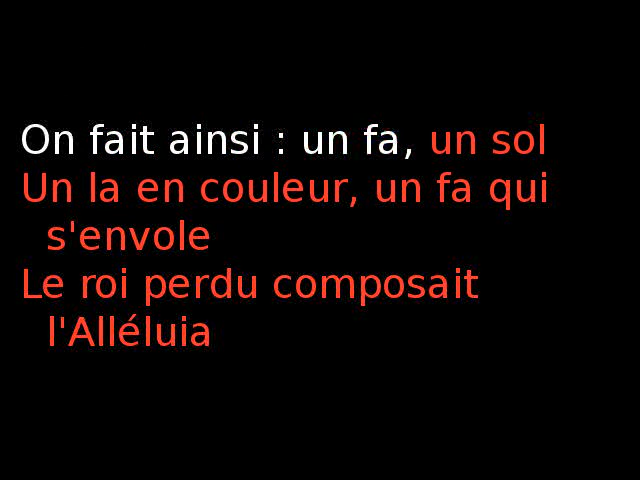 On fait ainsi : un fa, un sol
Un la en couleur, un fa qui
s'envole
Le roi perdu composait
l'Alléluia